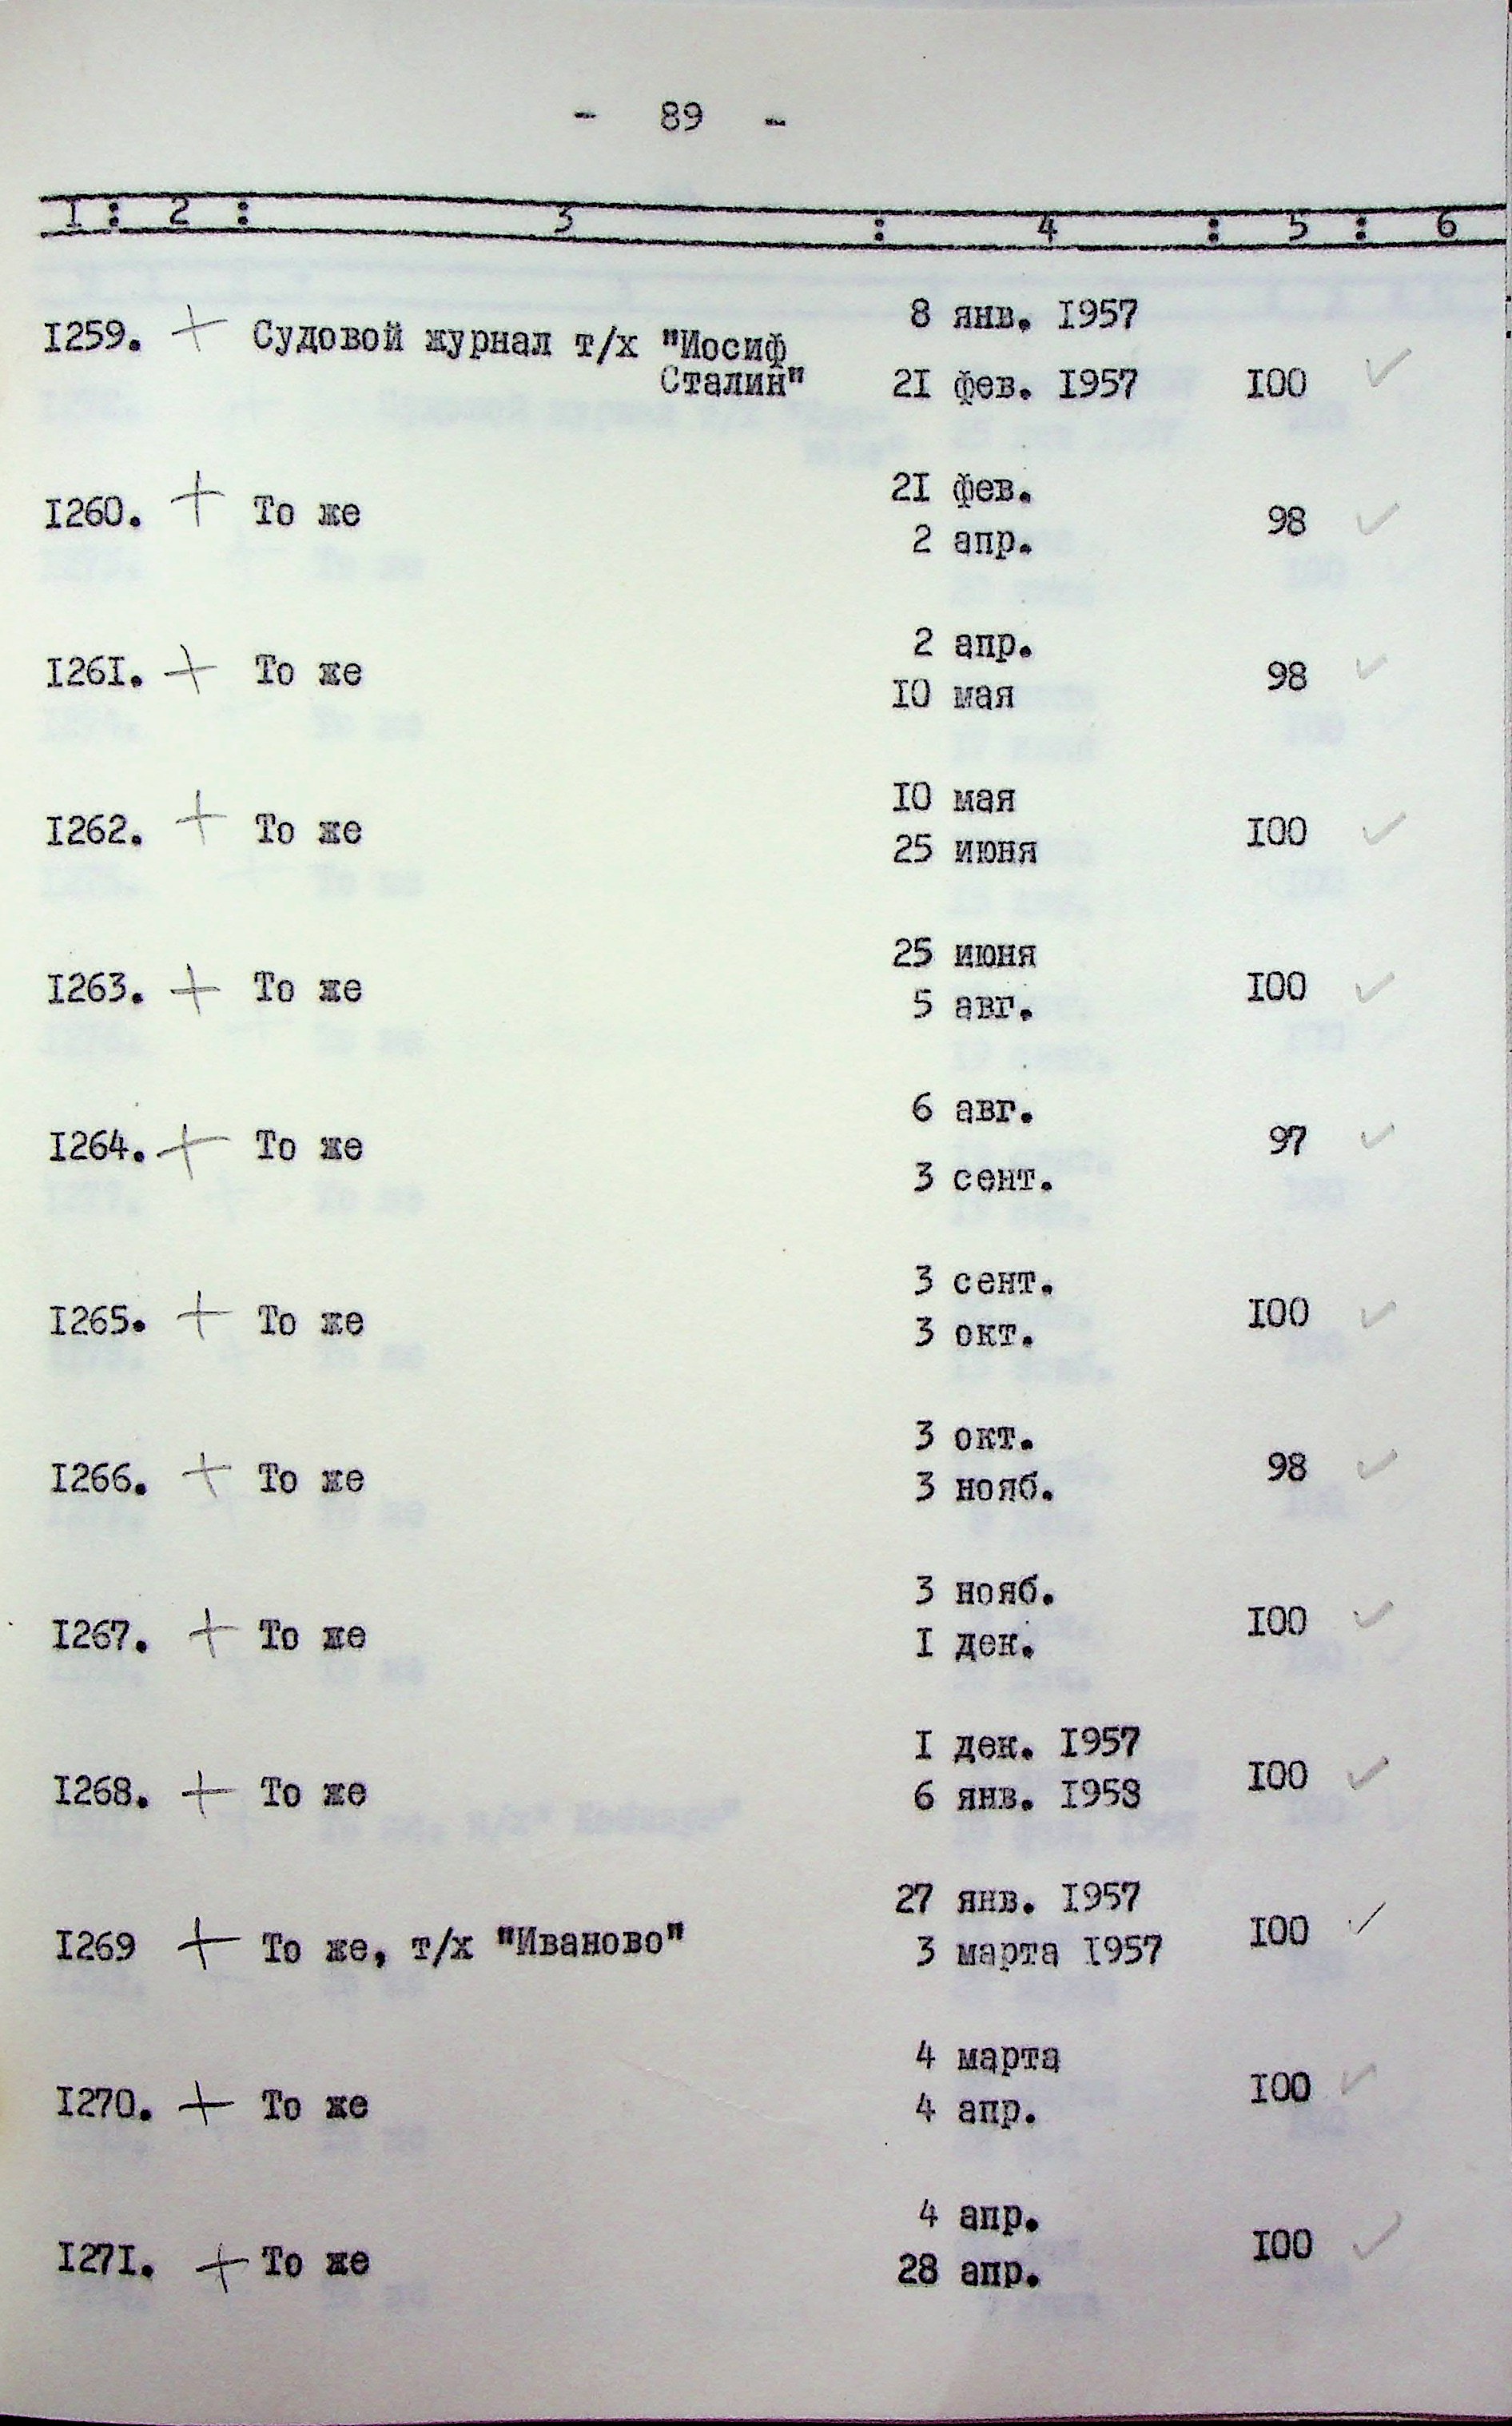 - 89 -
1 : 2 : 3 : 4 : 5 : 6
8 янв. 1957
1259. + Судовой журнал т/х "Иосиф
Сталин" 21 фев. 1957 100 ✓
21 фев.
1260. + То же 98 ✓
2 апр.
2 апр.
1261. + То же 98 ✓
10 мая
10 мая
1262. + То же 100 ✓
25 июня
25 июня
1263. + То же 100 ✓
5 авг.
6 авг.
1264. + То же 97 ✓
3 сент.
3 сент.
1265. + То же 100 ✓
3 окт.
3 окт.
1266. + То же 98 ✓
3 нояб.
3 нояб.
1267. + То же 100 ✓
1 дек.
1 дек. 1957
1268. + То же 100 ✓
6 янв. 1958
27 янв. 1957
1269 + То же, т/х "Иваново" 100 ✓
3 марта 1957
4 марта
1270. + То же 100 ✓
4 апр.
4 апр.
1271. + То же 100 ✓
28 апр.